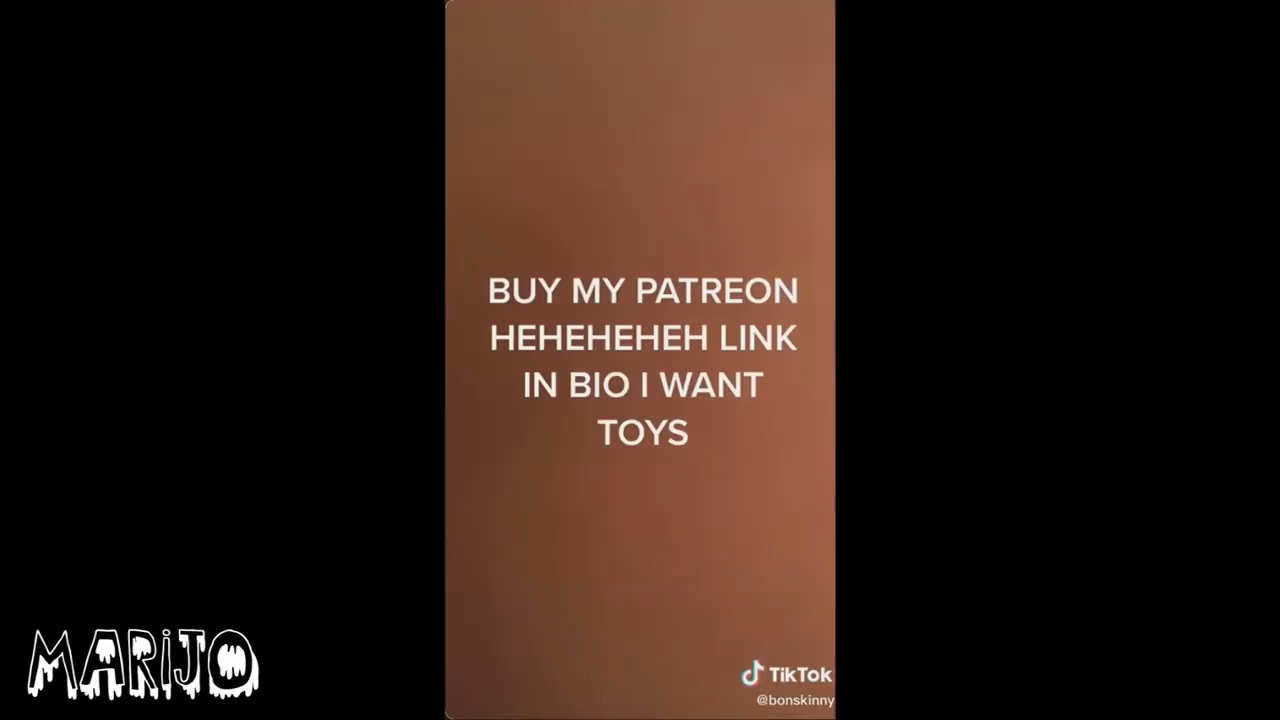 BUY MY PATREON
HEHEHEHEH LINK
IN BIO I WANT
TOYS
TikTok
@bonskinny
MARiJO